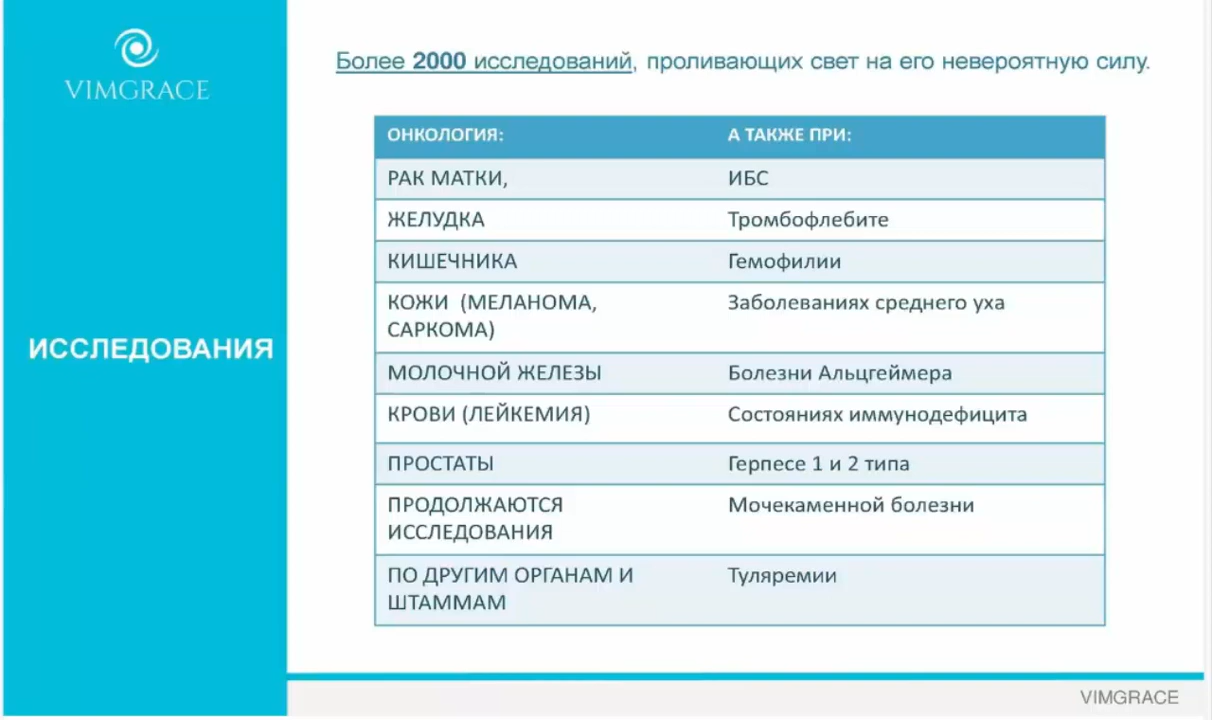 VIMGRACE
Более 2000 исследований, проливающих свет на его невероятную силу.
ИССЛЕДОВАНИЯ
ОНКОЛОГИЯ: А ТАКЖЕ ПРИ:
РАК МАТКИ, ИБС
ЖЕЛУДКА Тромбофлебите
КИШЕЧНИКА Гемофилии
КОЖИ (МЕЛАНОМА, Заболеваниях среднего уха
САРКОМА)
МОЛОЧНОЙ ЖЕЛЕЗЫ Болезни Альцгеймера
КРОВИ (ЛЕЙКЕМИЯ) Состояниях иммунодефицита
ПРОСТАТЫ Герпесе 1 и 2 типа
ПРОДОЛЖАЮТСЯ Мочекаменной болезни
ИССЛЕДОВАНИЯ
ПО ДРУГИМ ОРГАНАМ И Туляремии
ШТАММАМ
VIMGRACE